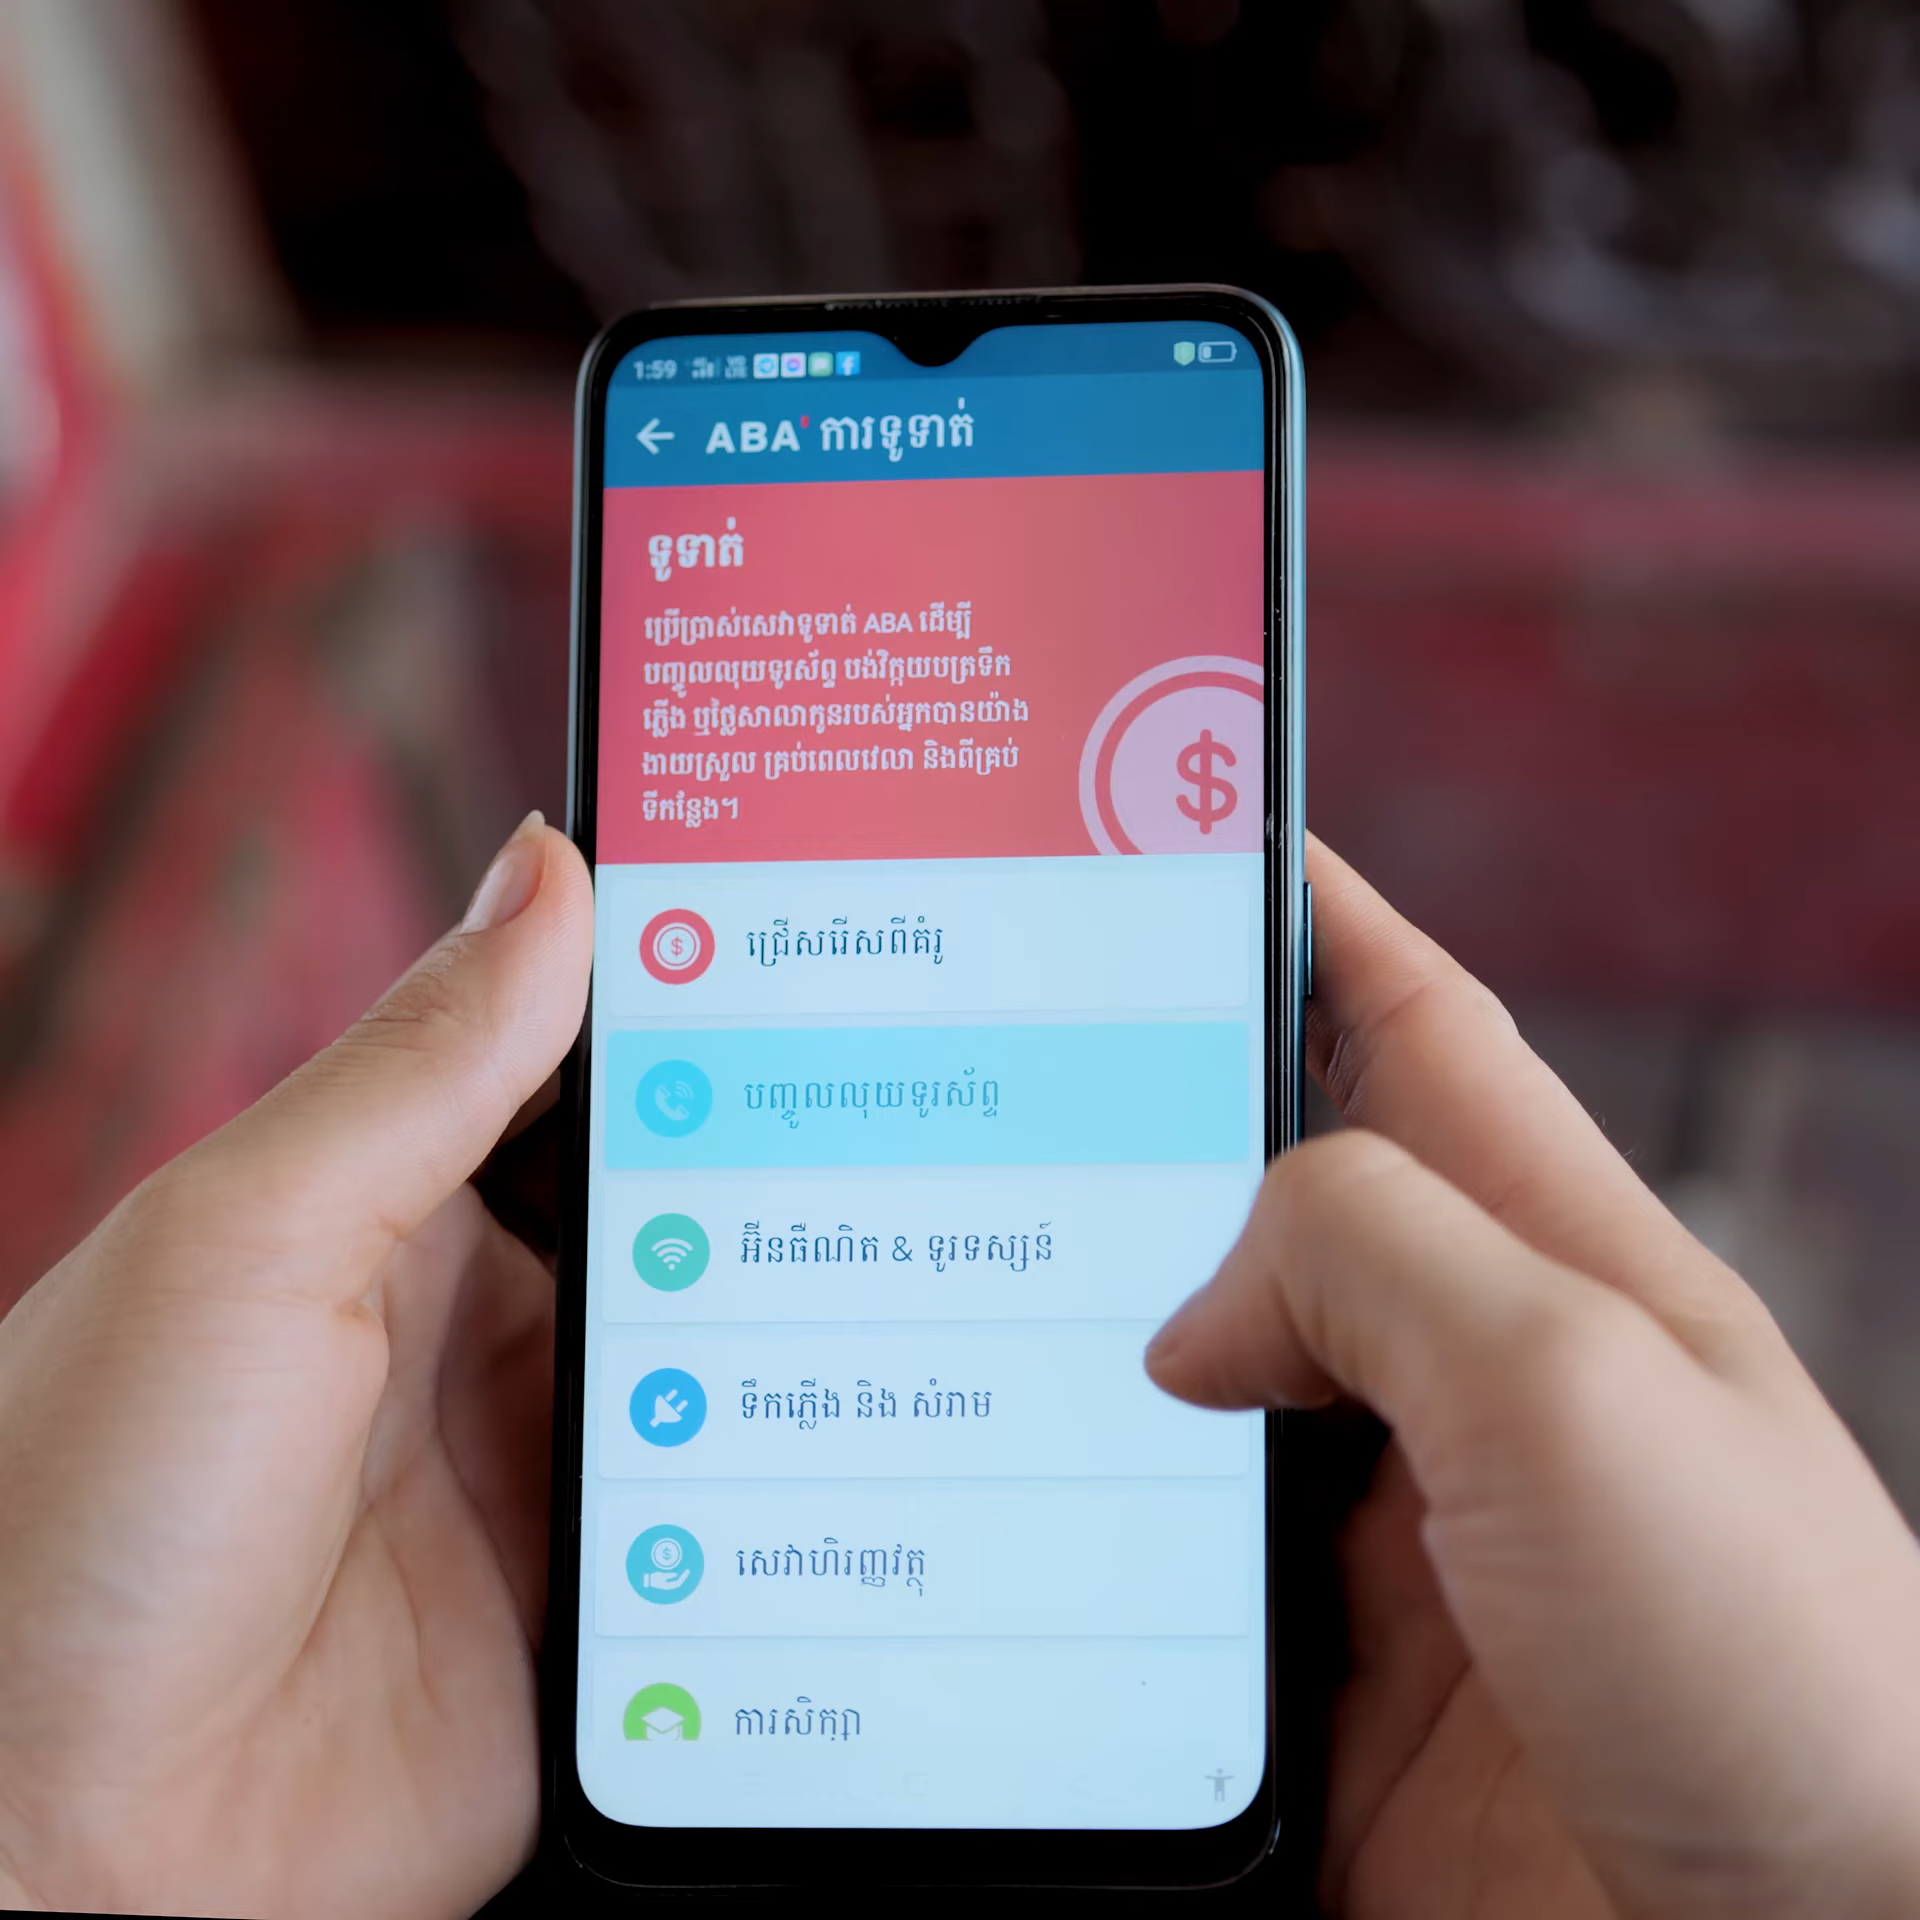 1:59
ABA' ការទូទាត់
ទូទាត់
ប្រើប្រាស់សេវាទូទាត់ ABA ដើម្បី
បញ្ចូលលុយទូរស័ព្ទ បង់វិក្កយបត្រទឹក
ភ្លើង ឬថ្លៃសាលាកូនរបស់អ្នកបានយ៉ាង
ងាយស្រួល គ្រប់ពេលវេលា និងពីគ្រប់
ទីកន្លែង។
$
$
ជ្រើសរើសពីគំរូ
បញ្ចូលលុយទូរស័ព្ទ
អ៊ីនធឺណិត & ទូរទស្សន៍
ទឹកភ្លើង និង សំរាម
$
សេវាហិរញ្ញវត្ថុ
ការសិក្សា